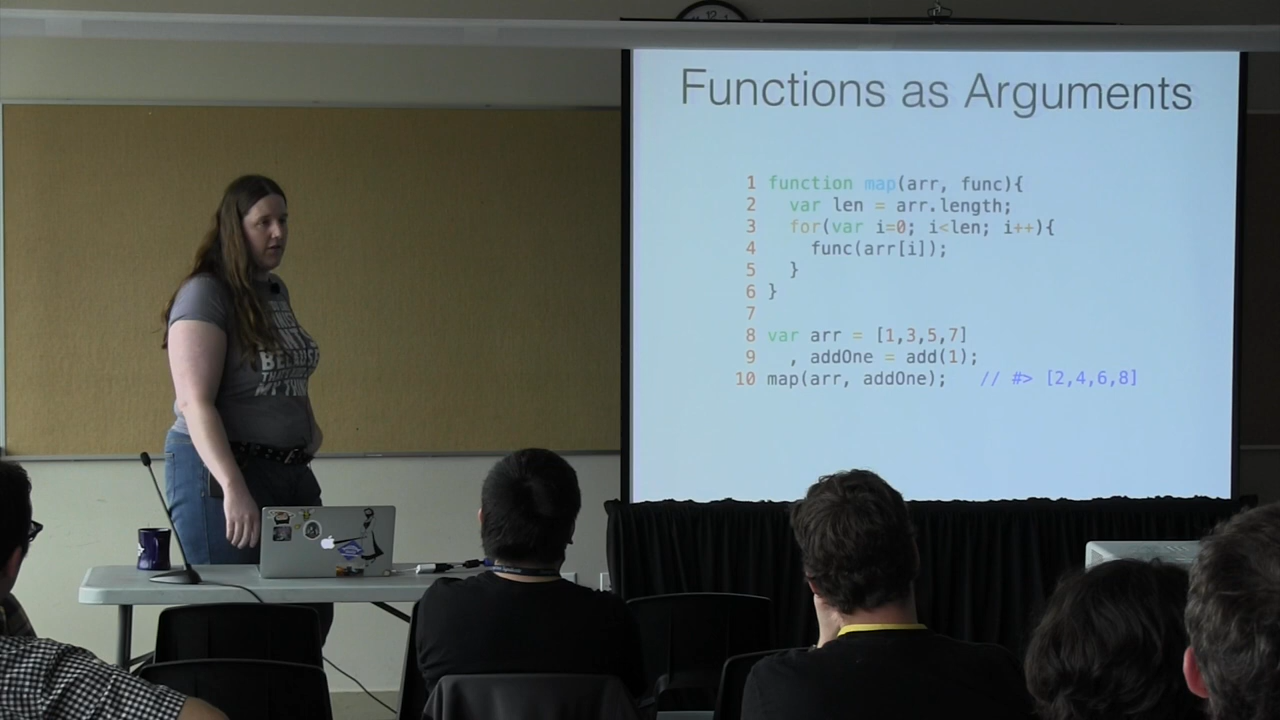 12
Functions as Arguments
1 function map(arr, func){
2 var len = arr.length;
3 for(var i=0; i<len; i++){
4 func(arr[i]);
5 }
6 }
7
8 var arr = [1,3,5,7]
9 , addOne = add(1);
10 map(arr, addOne); // #> [2,4,6,8]
BECAUSE